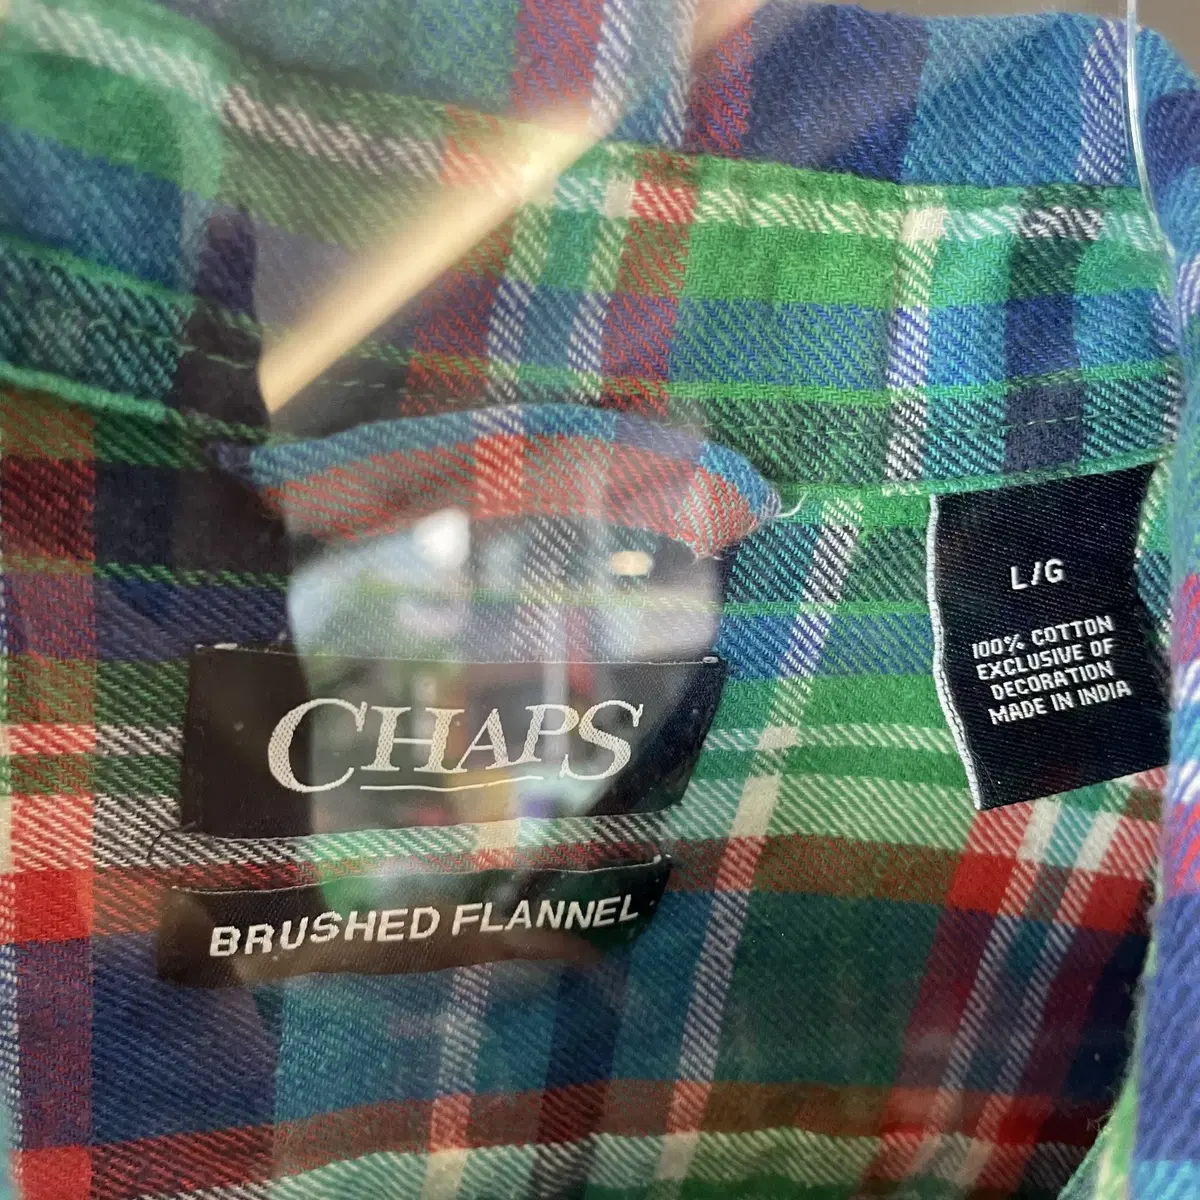 L/G
100% COTTON
EXCLUSIVE OF
DECORATION
MADE IN INDIA
CHAPS
BRUSHED FLANNEL